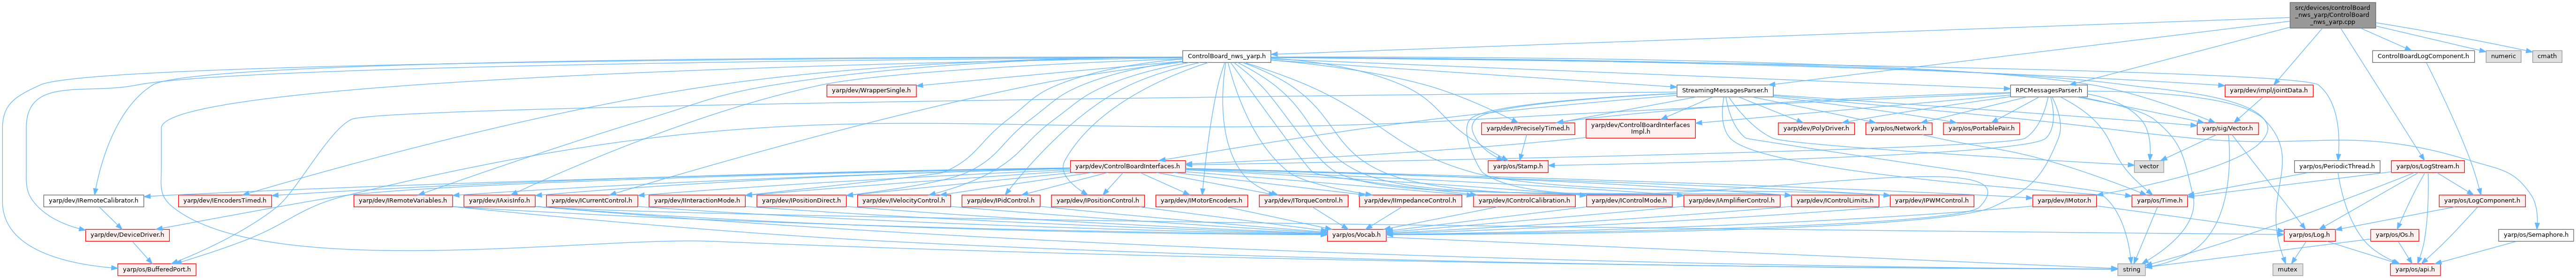 src/devices/controlBoard
_nws_yarp/ControlBoard
_nws_yarp.cpp
ControlBoard_nws_yarp.h
ControlBoardLogComponent.h
numeric
cmath
yarp/dev/WrapperSingle.h
StreamingMessagesParser.h
RPCMessagesParser.h
yarp/dev/impl/jointData.h
yarp/dev/IPreciselyTimed.h
yarp/dev/ControlBoardInterfaces
Impl.h
yarp/dev/PolyDriver.h
yarp/os/Network.h
yarp/os/PortablePair.h
yarp/sig/Vector.h
yarp/dev/ControlBoardInterfaces.h
yarp/os/Stamp.h
vector
yarp/os/PeriodicThread.h
yarp/os/LogStream.h
yarp/dev/IRemoteCalibrator.h
yarp/dev/IEncodersTimed.h
yarp/dev/IRemoteVariables.h
yarp/dev/IAxisInfo.h
yarp/dev/ICurrentControl.h
yarp/dev/IInteractionMode.h
yarp/dev/IPositionDirect.h
yarp/dev/IVelocityControl.h
yarp/dev/IPidControl.h
yarp/dev/IPositionControl.h
yarp/dev/IMotorEncoders.h
yarp/dev/ITorqueControl.h
yarp/dev/IImpedanceControl.h
yarp/dev/IControlCalibration.h
yarp/dev/IControlMode.h
yarp/dev/IAmplifierControl.h
yarp/dev/IControlLimits.h
yarp/dev/IPWMControl.h
yarp/dev/IMotor.h
yarp/os/Time.h
yarp/os/LogComponent.h
yarp/dev/DeviceDriver.h
yarp/os/Vocab.h
yarp/os/Log.h
yarp/os/Os.h
yarp/os/Semaphore.h
yarp/os/BufferedPort.h
string
mutex
yarp/os/api.h